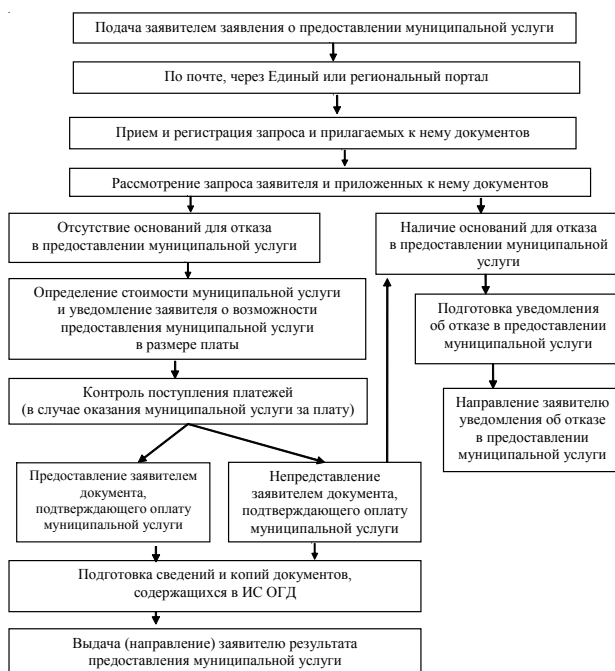 Подача заявителем заявления о предоставлении муниципальной услуги
По почте, через Единый или региональный портал
Прием и регистрация запроса и прилагаемых к нему документов
Рассмотрение запроса заявителя и приложенных к нему документов
Отсутствие оснований для отказа
в предоставлении муниципальной услуги
Наличие оснований для отказа
в предоставлении муниципальной
услуги
Определение стоимости муниципальной услуги
и уведомление заявителя о возможности
предоставления муниципальной услуги
в размере платы
Подготовка уведомления
об отказе в предоставлении
муниципальной услуги
Контроль поступления платежей
(в случае оказания муниципальной услуги за плату)
Направление заявителю
уведомления об отказе
в предоставлении
муниципальной услуги
Предоставление заявителем
документа,
подтверждающего оплату
муниципальной услуги
Непредставление
заявителем документа,
подтверждающего оплату
муниципальной услуги
Подготовка сведений и копий документов,
содержащихся в ИС ОГД
Выдача (направление) заявителю результата
предоставления муниципальной услуги